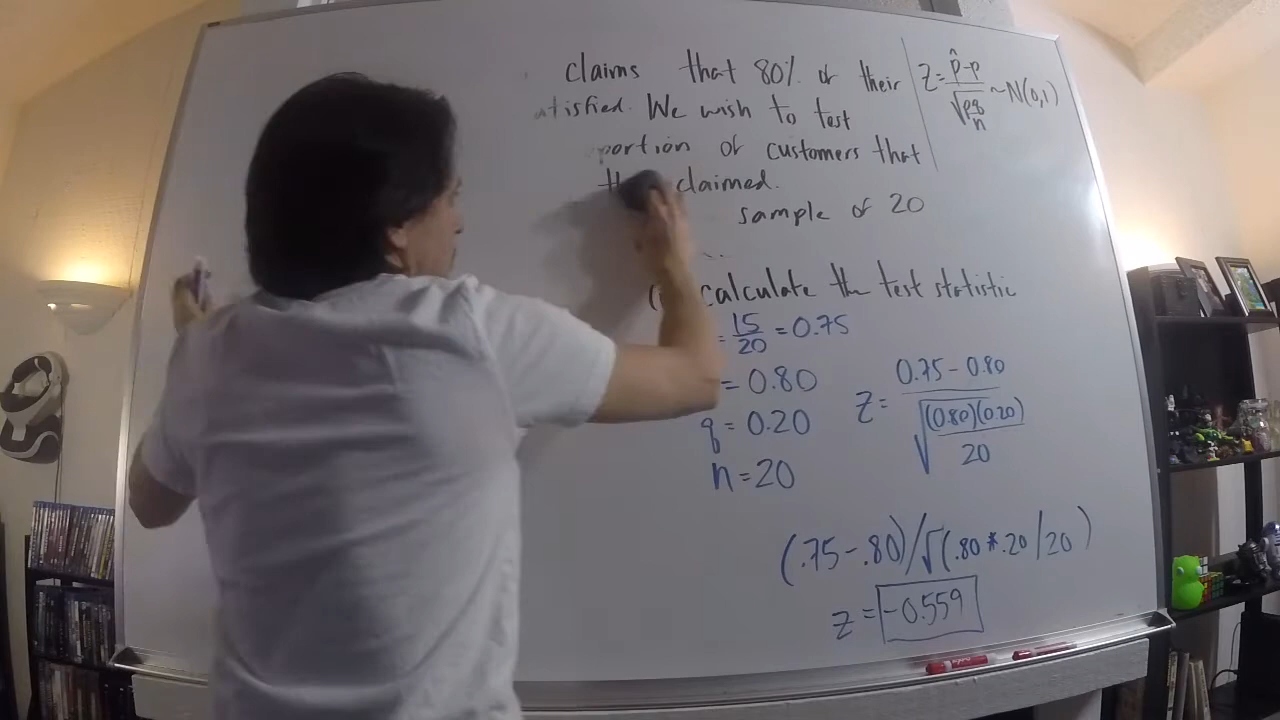 claims that 80% of their
atisfied. We wish to test
portion of customers that
claimed.
sample of 20
Z = p̂-p / √(pq/n) ~ N(0,1)
calculate the test statistic
= 15/20 = 0.75
= 0.80
q = 0.20
n = 20
Z = 0.75 - 0.80 / √((0.80)(0.20)/20)
(.75-.80)/√(.80*.20/20)
Z = -0.559